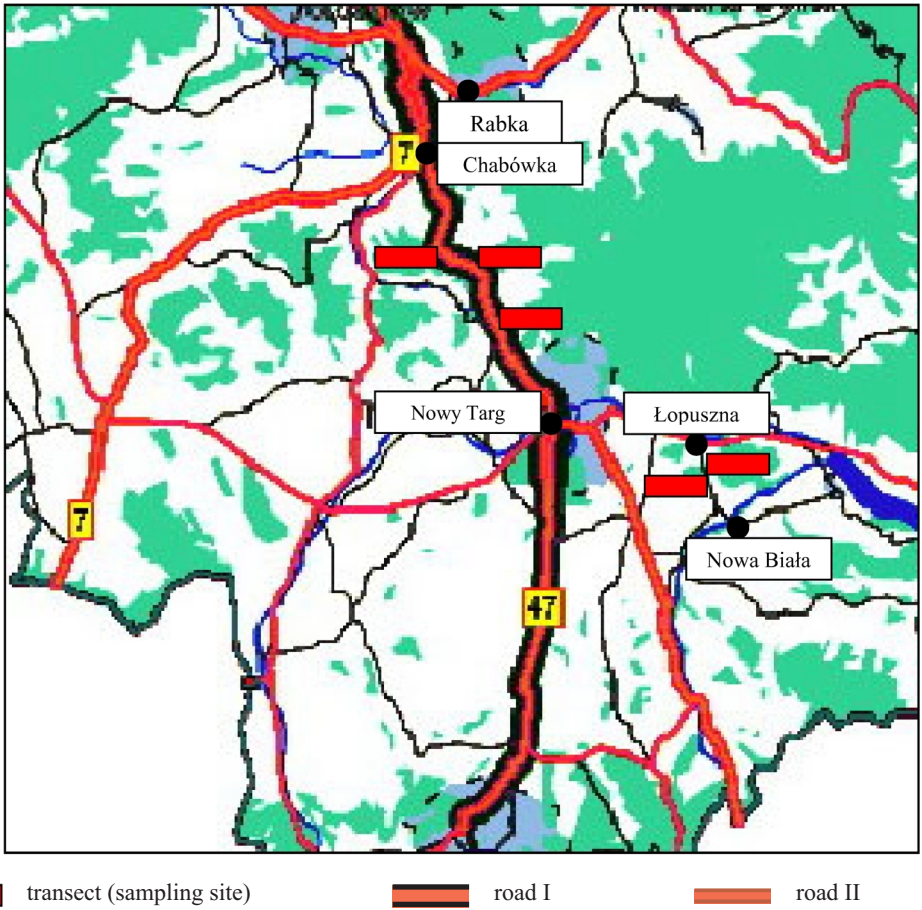 Rabka
7
Chabówka
Nowy Targ
Łopuszna
7
Nowa Biała
47
transect (sampling site)
road I
road II